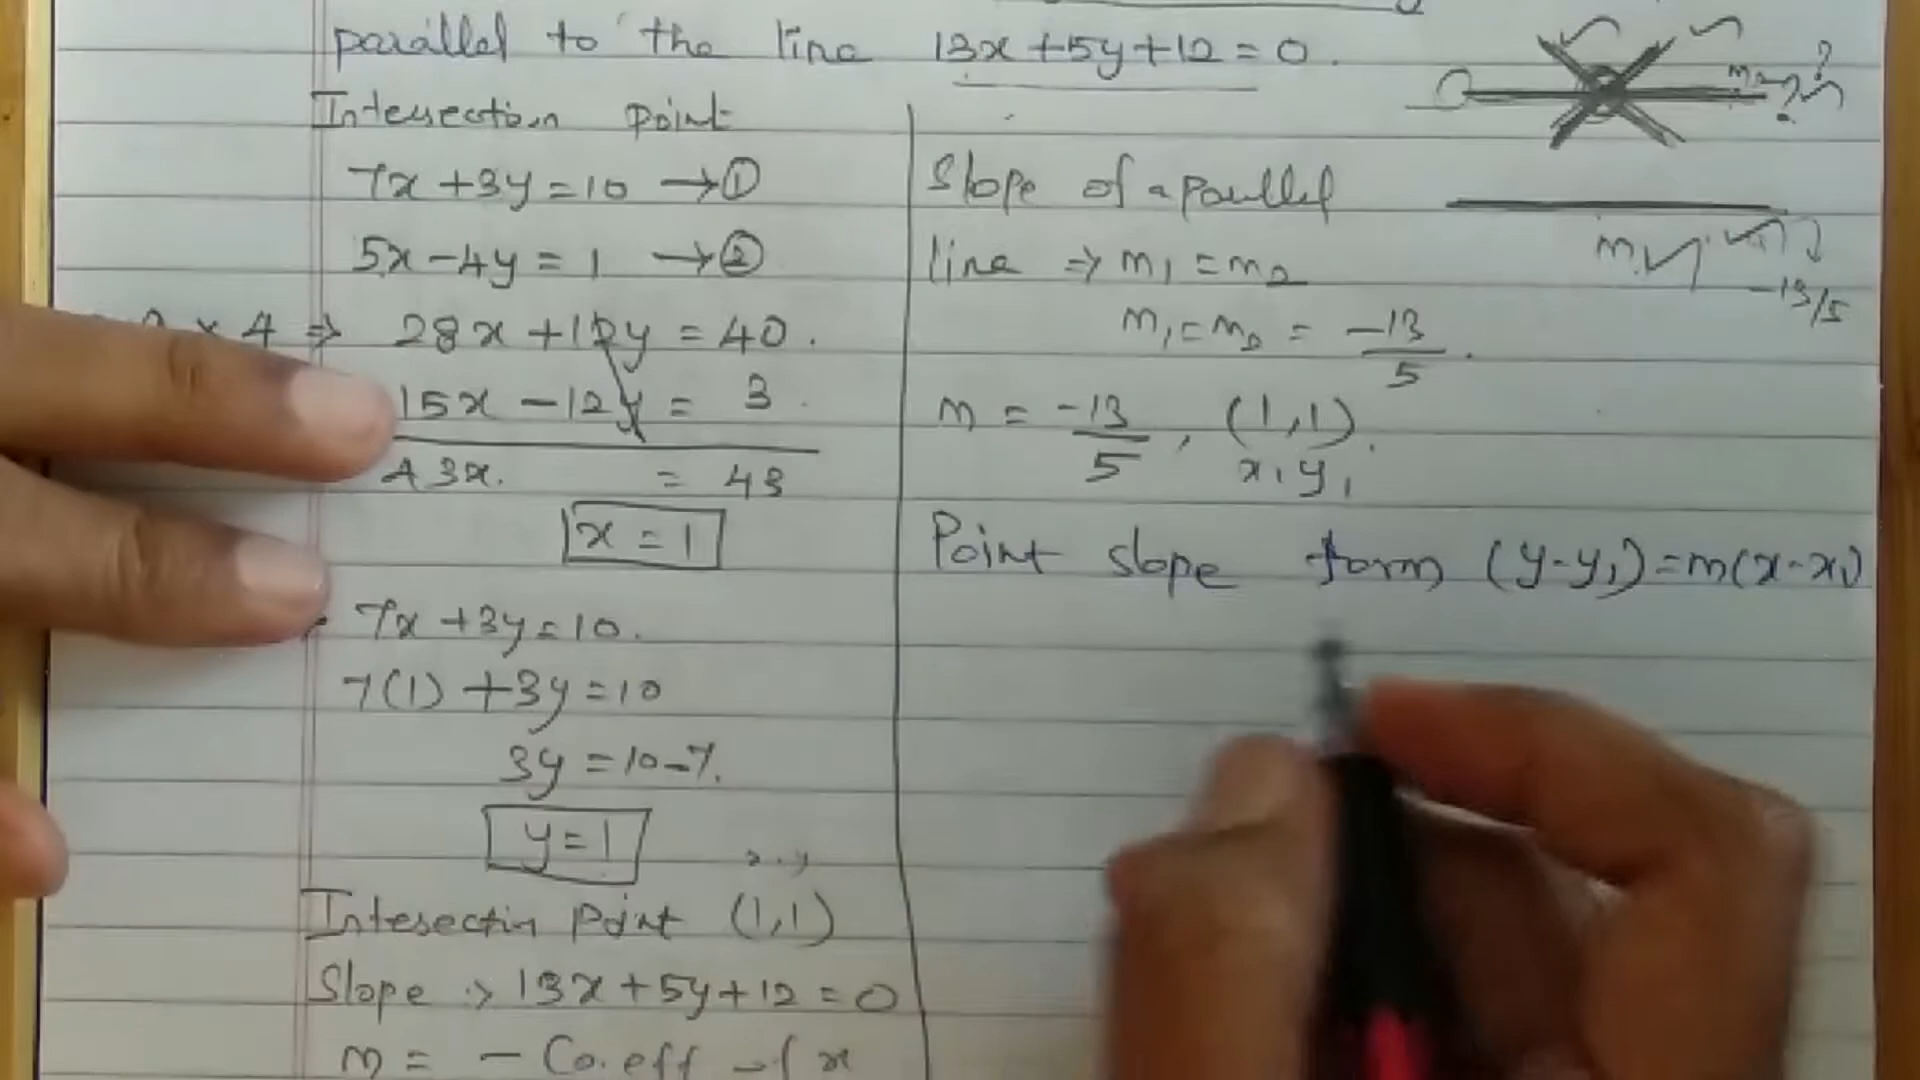 parallel to the line 13x+5y+12=0.
Intersection point
7x+3y=10 →①
5x-4y=1 →②
x 4 ⇒ 28x+12y=40.
15x-12y= 3.
43x. = 43
x=1
7x+3y=10.
7(1)+3y=10
3y=10-7.
y=1
x, y
Intesectin point (1,1)
Slope :> 13x+5y+12=0
m= - Co.eff of x
Slope of a parallel
line => m1=m2
m1=m2 = -13/5.
m = -13/5, (1,1).
x1 y1
Point slope form (y-y1)=m(x-x1)
m=?
?
m
-13/5